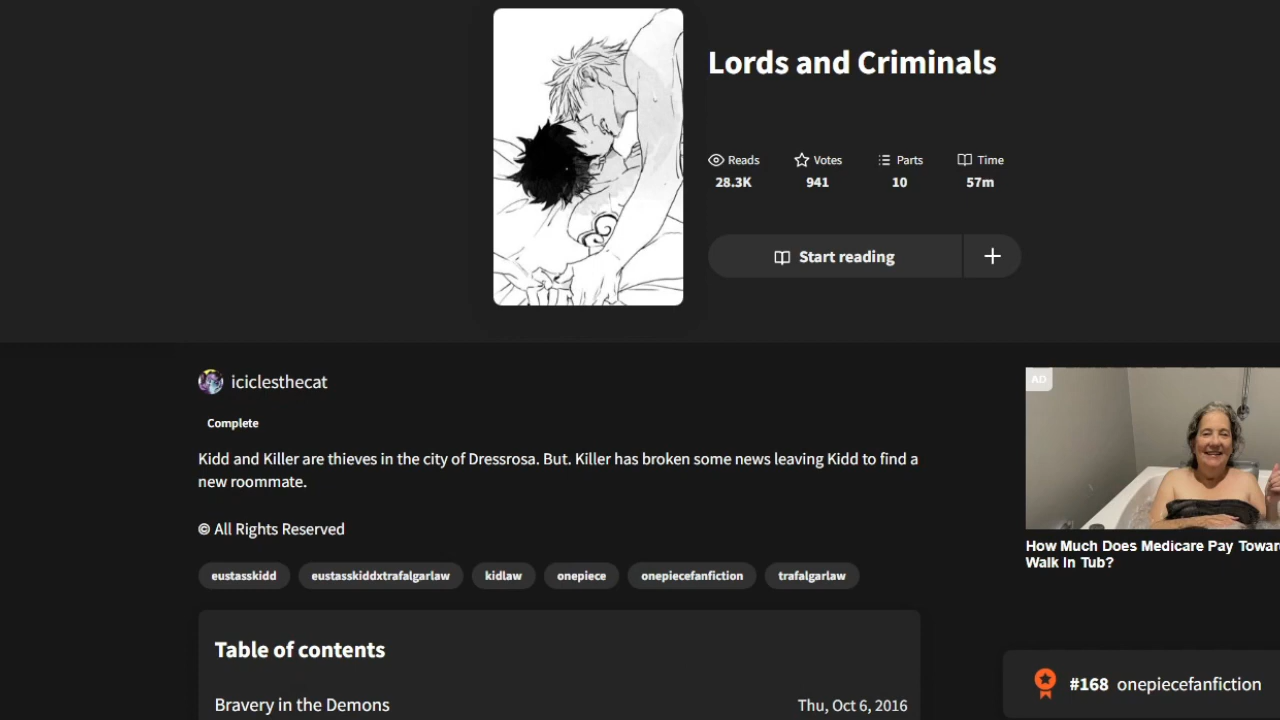 Lords and Criminals
Reads Votes Parts Time
28.3K 941 10 57m
Start reading
iciclesthecat
Complete
Kidd and Killer are thieves in the city of Dressrosa. But. Killer has broken some news leaving Kidd to find a
new roommate.
© All Rights Reserved
eustasskidd eustasskiddxtrafalgarlaw kidlaw onepiece onepiecefanfiction trafalgarlaw
Table of contents
Bravery in the Demons Thu, Oct 6, 2016
AD
How Much Does Medicare Pay Towar
Walk In Tub?
#168 onepiecefanfiction